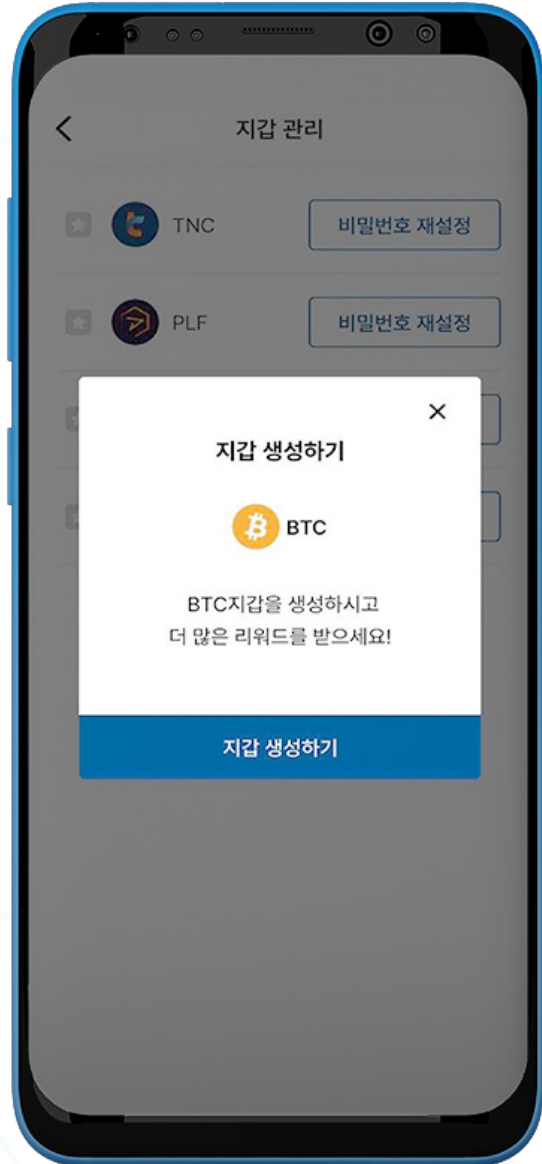 지갑 관리
TNC
비밀번호 재설정
PLF
비밀번호 재설정
지갑 생성하기
BTC
BTC지갑을 생성하시고
더 많은 리워드를 받으세요!
지갑 생성하기